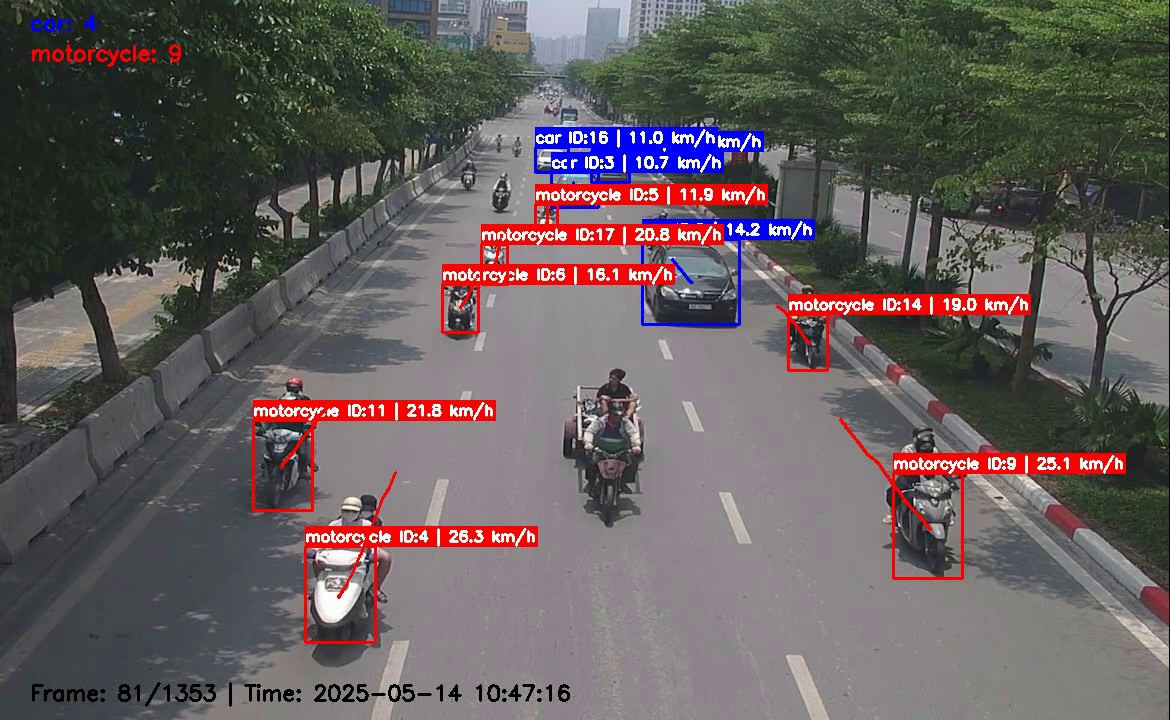 car: 4
motorcycle: 9
car ID:16 | 11.0 km/h
km/h
car ID:3 | 10.7 km/h
motorcycle ID:5 | 11.9 km/h
14.2 km/h
motorcycle ID:17 | 20.8 km/h
motorcycle ID:6 | 16.1 km/h
motorcycle ID:14 | 19.0 km/h
motorcycle ID:11 | 21.8 km/h
motorcycle ID:9 | 25.1 km/h
motorcycle ID:4 | 26.3 km/h
Frame: 81/1353 | Time: 2025-05-14 10:47:16